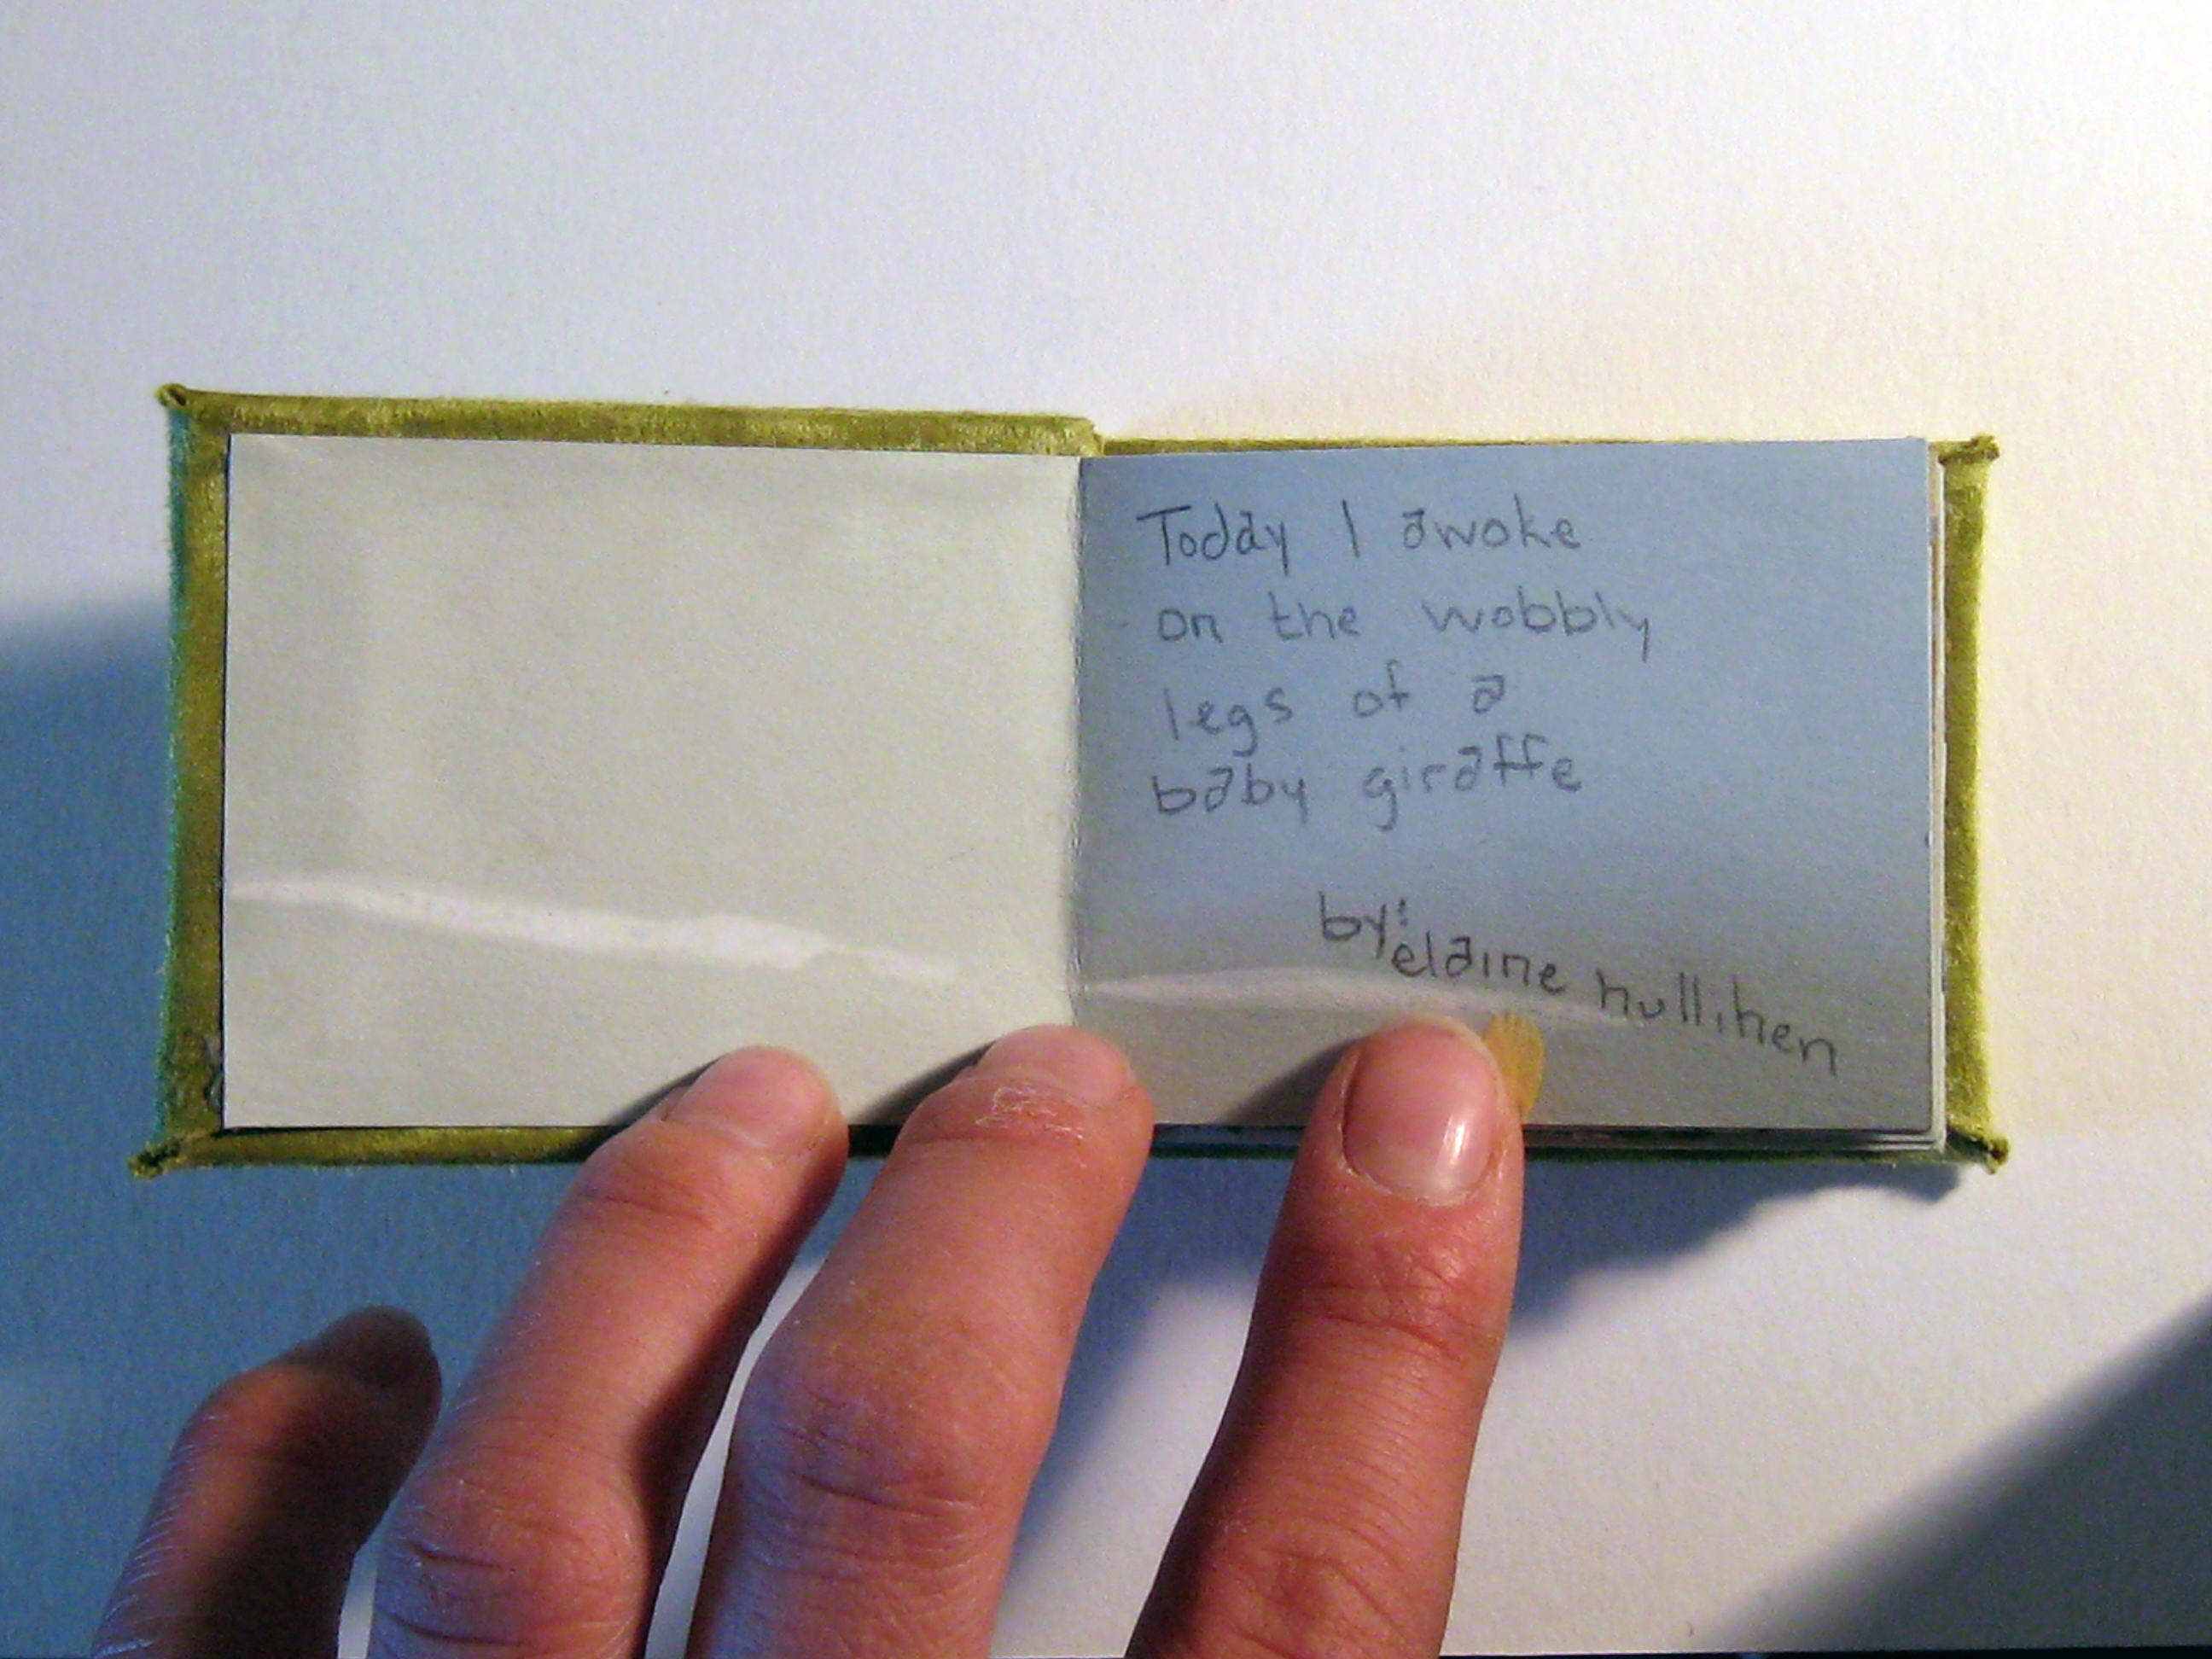 Today I awoke
on the wobbly
legs of a
baby giraffe
by: elaine hullihen